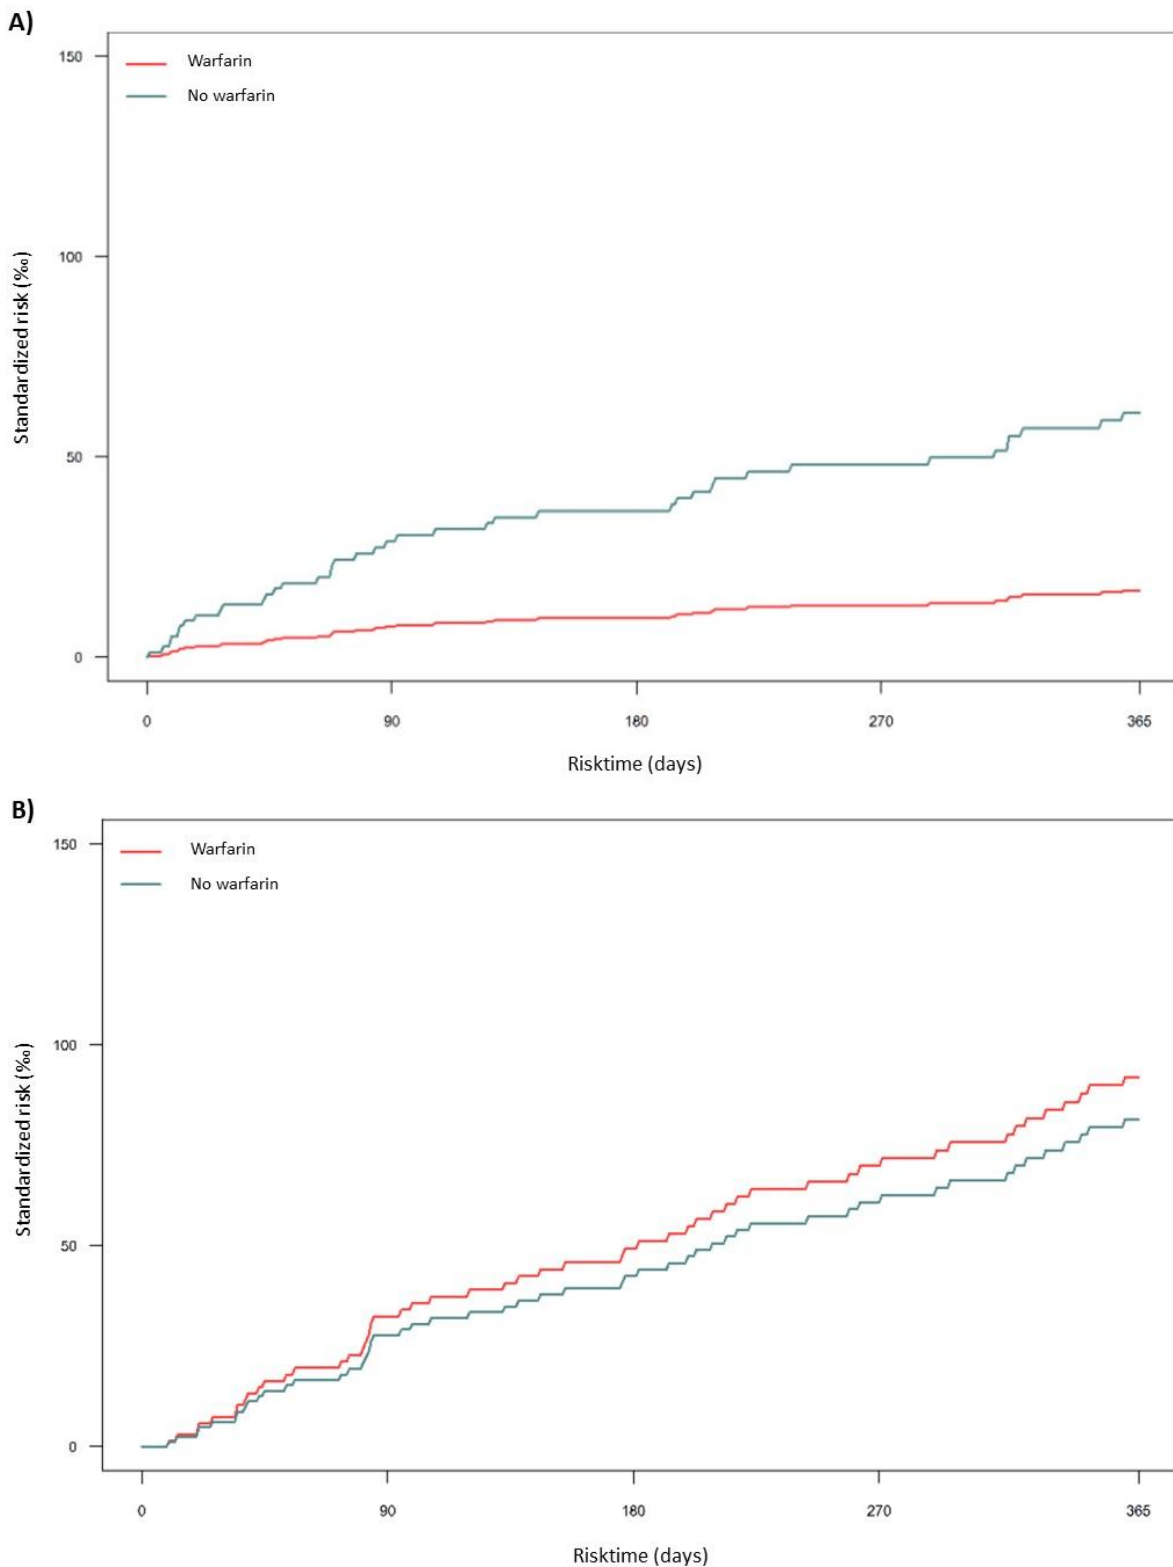 A)
150
Warfarin
No warfarin
100
Standardized risk (‰)
50
0
0 90 180 270 365
Risktime (days)
B)
150
Warfarin
No warfarin
100
Standardized risk (‰)
50
0
0 90 180 270 365
Risktime (days)